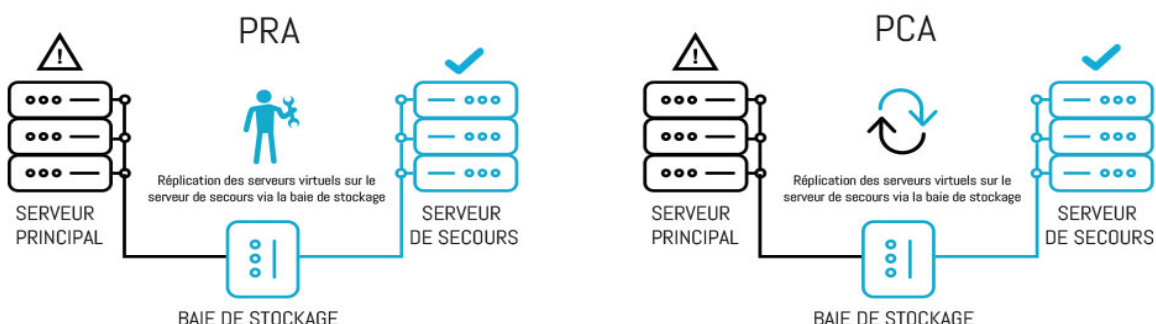 PRA
Réplication des serveurs virtuels sur le
serveur de secours via la baie de stockage
SERVEUR
PRINCIPAL
SERVEUR
DE SECOURS
BAIE DE STOCKAGE
PCA
Réplication des serveurs virtuels sur le
serveur de secours via la baie de stockage
SERVEUR
PRINCIPAL
SERVEUR
DE SECOURS
BAIE DE STOCKAGE